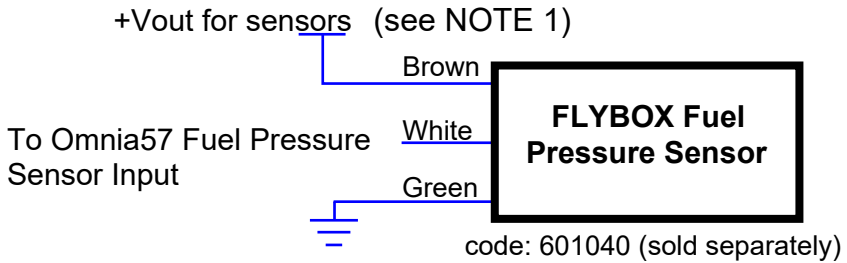 +Vout for sensors (see NOTE 1)
Brown
FLYBOX Fuel
Pressure Sensor
White
To Omnia57 Fuel Pressure
Sensor Input
Green
code: 601040 (sold separately)